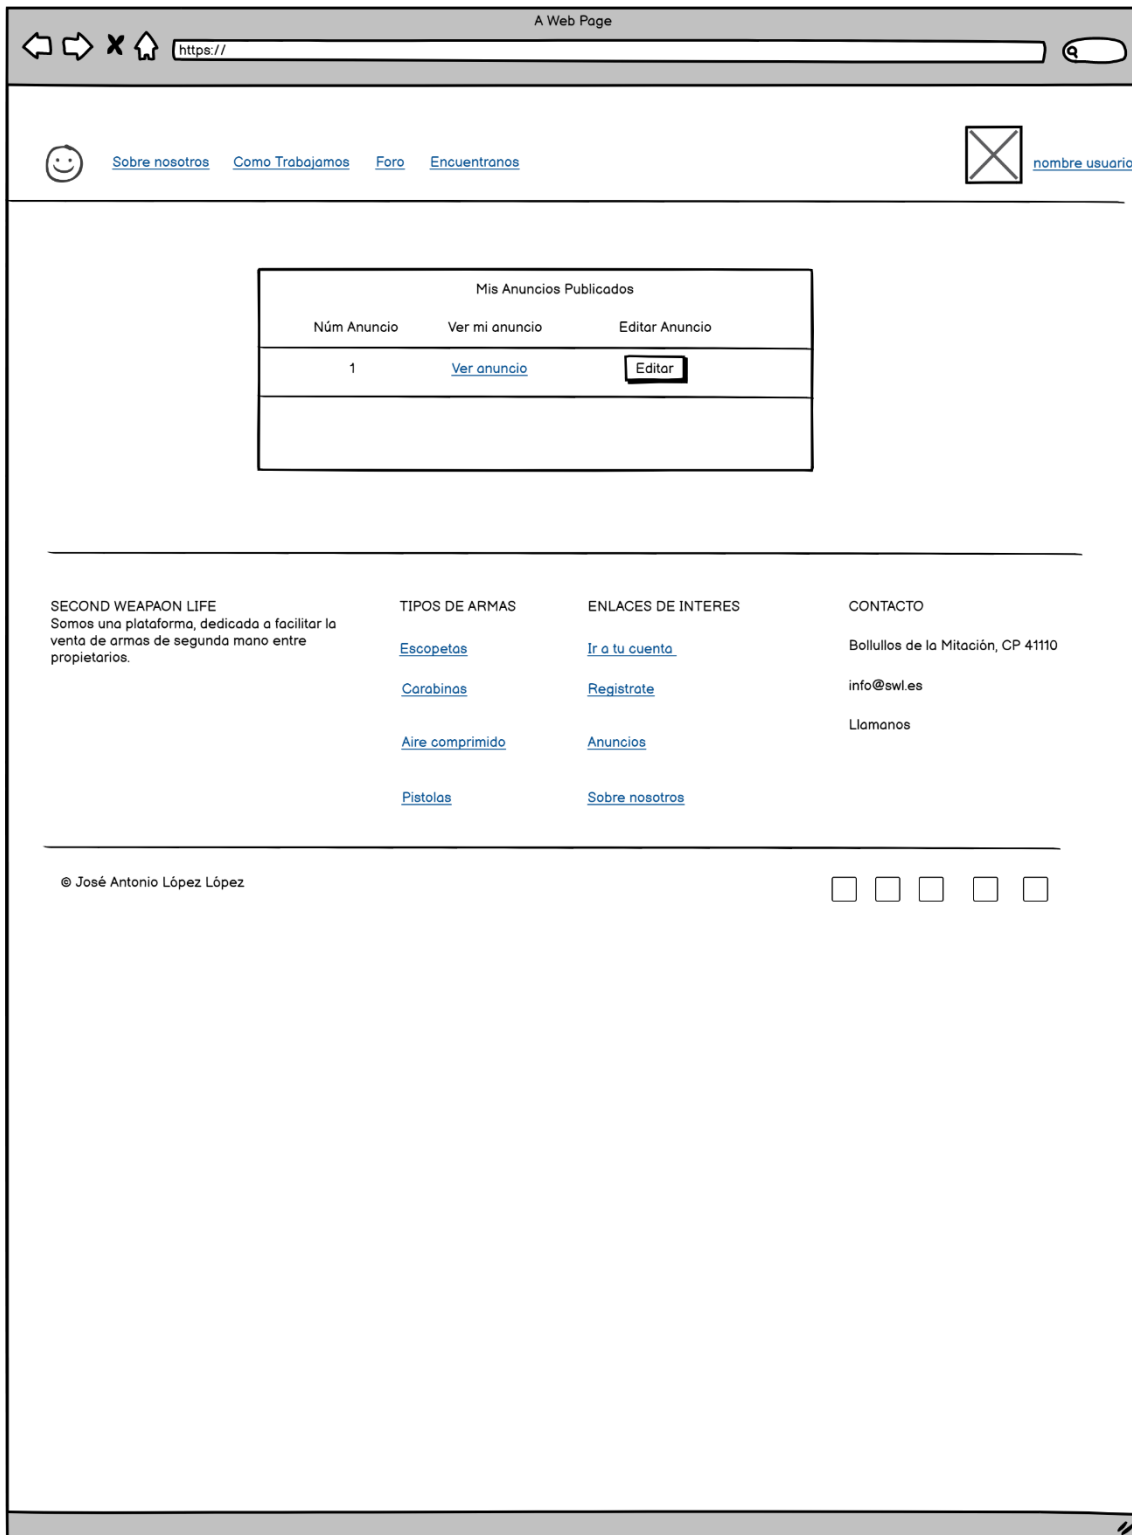 A Web Page
https://
Sobre nosotros Como Trabajamos Foro Encuentranos nombre usuario
Mis Anuncios Publicados
Núm Anuncio Ver mi anuncio Editar Anuncio
1 Ver anuncio Editar
SECOND WEAPAON LIFE
Somos una plataforma, dedicada a facilitar la
venta de armas de segunda mano entre
propietarios.
TIPOS DE ARMAS
Escopetas
Carabinas
Aire comprimido
Pistolas
ENLACES DE INTERES
Ir a tu cuenta
Registrate
Anuncios
Sobre nosotros
CONTACTO
Bollullos de la Mitación, CP 41110
info@swl.es
Llamanos
© José Antonio López López